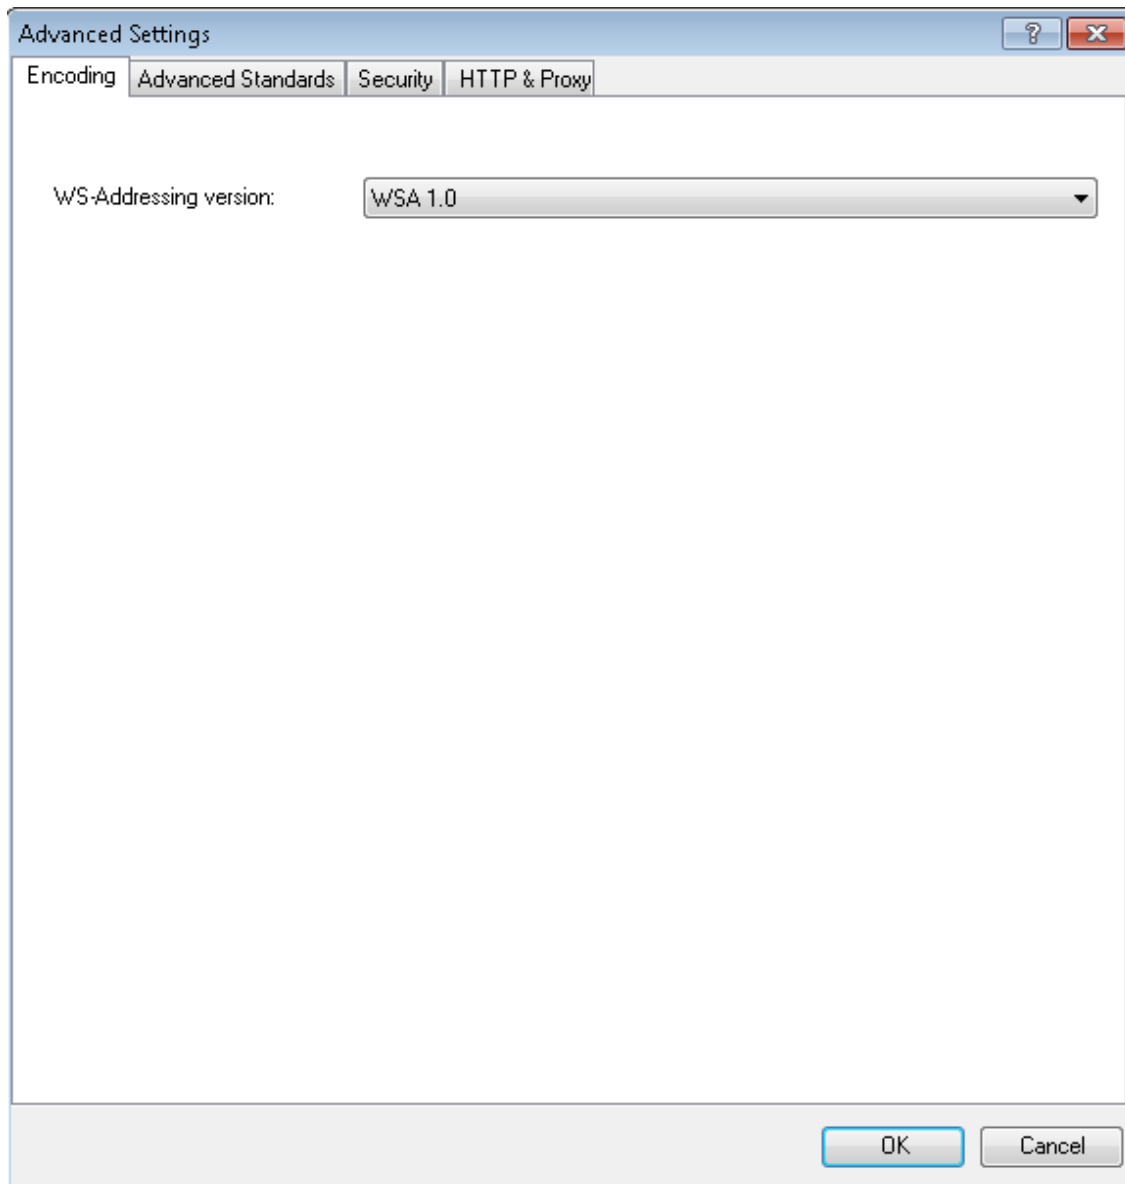 Advanced Settings
Encoding Advanced Standards Security HTTP & Proxy
WS-Addressing version: WSA 1.0
OK Cancel